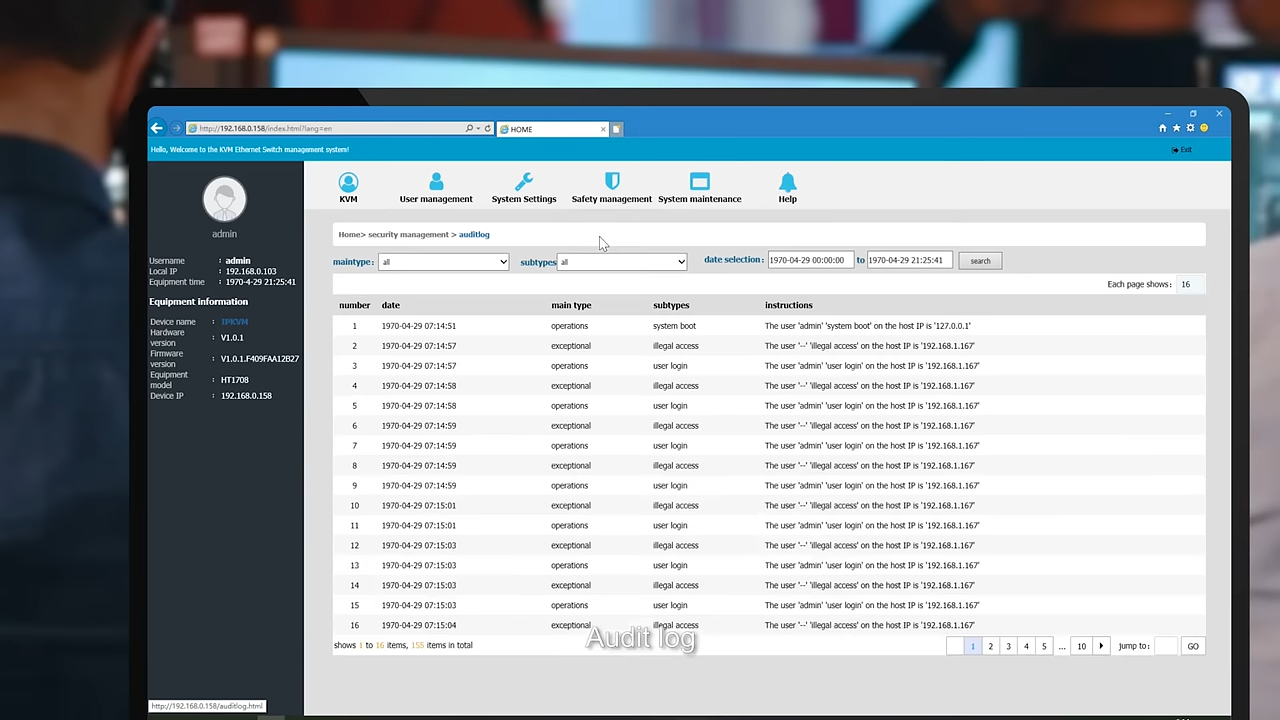 http://192.168.0.158/index.html?lang=en
HOME
Hello, Welcome to the KVM Ethernet Switch management system!
Exit
KVM
User management
System Settings
Safety management
System maintenance
Help
admin
Username : admin
Local IP : 192.168.0.103
Equipment time : 1970-4-29 21:25:41
Equipment information
Device name : IPKVM
Hardware version : V1.0.1
Firmware version : V1.0.1.F409FAA12B27
Equipment model : HT1708
Device IP : 192.168.0.158
Home> security management > auditlog
maintype: all subtypes all date selection: 1970-04-29 00:00:00 to 1970-04-29 21:25:41 search
Each page shows: 16
number date main type subtypes instructions
1 1970-04-29 07:14:51 operations system boot The user 'admin' 'system boot' on the host IP is '127.0.0.1'
2 1970-04-29 07:14:57 exceptional illegal access The user '--' 'illegal access' on the host IP is '192.168.1.167'
3 1970-04-29 07:14:57 operations user login The user 'admin' 'user login' on the host IP is '192.168.1.167'
4 1970-04-29 07:14:58 exceptional illegal access The user '--' 'illegal access' on the host IP is '192.168.1.167'
5 1970-04-29 07:14:58 operations user login The user 'admin' 'user login' on the host IP is '192.168.1.167'
6 1970-04-29 07:14:59 exceptional illegal access The user '--' 'illegal access' on the host IP is '192.168.1.167'
7 1970-04-29 07:14:59 operations user login The user 'admin' 'user login' on the host IP is '192.168.1.167'
8 1970-04-29 07:14:59 exceptional illegal access The user '--' 'illegal access' on the host IP is '192.168.1.167'
9 1970-04-29 07:14:59 operations user login The user 'admin' 'user login' on the host IP is '192.168.1.167'
10 1970-04-29 07:15:01 exceptional illegal access The user '--' 'illegal access' on the host IP is '192.168.1.167'
11 1970-04-29 07:15:01 operations user login The user 'admin' 'user login' on the host IP is '192.168.1.167'
12 1970-04-29 07:15:03 exceptional illegal access The user '--' 'illegal access' on the host IP is '192.168.1.167'
13 1970-04-29 07:15:03 operations user login The user 'admin' 'user login' on the host IP is '192.168.1.167'
14 1970-04-29 07:15:03 exceptional illegal access The user '--' 'illegal access' on the host IP is '192.168.1.167'
15 1970-04-29 07:15:03 operations user login The user 'admin' 'user login' on the host IP is '192.168.1.167'
16 1970-04-29 07:15:04 exceptional illegal access The user '--' 'illegal access' on the host IP is '192.168.1.167'
shows 1 to 16 items, 155 items in total
1 2 3 4 5 ... 10 jump to: GO
Audit log
http://192.168.0.158/auditlog.html